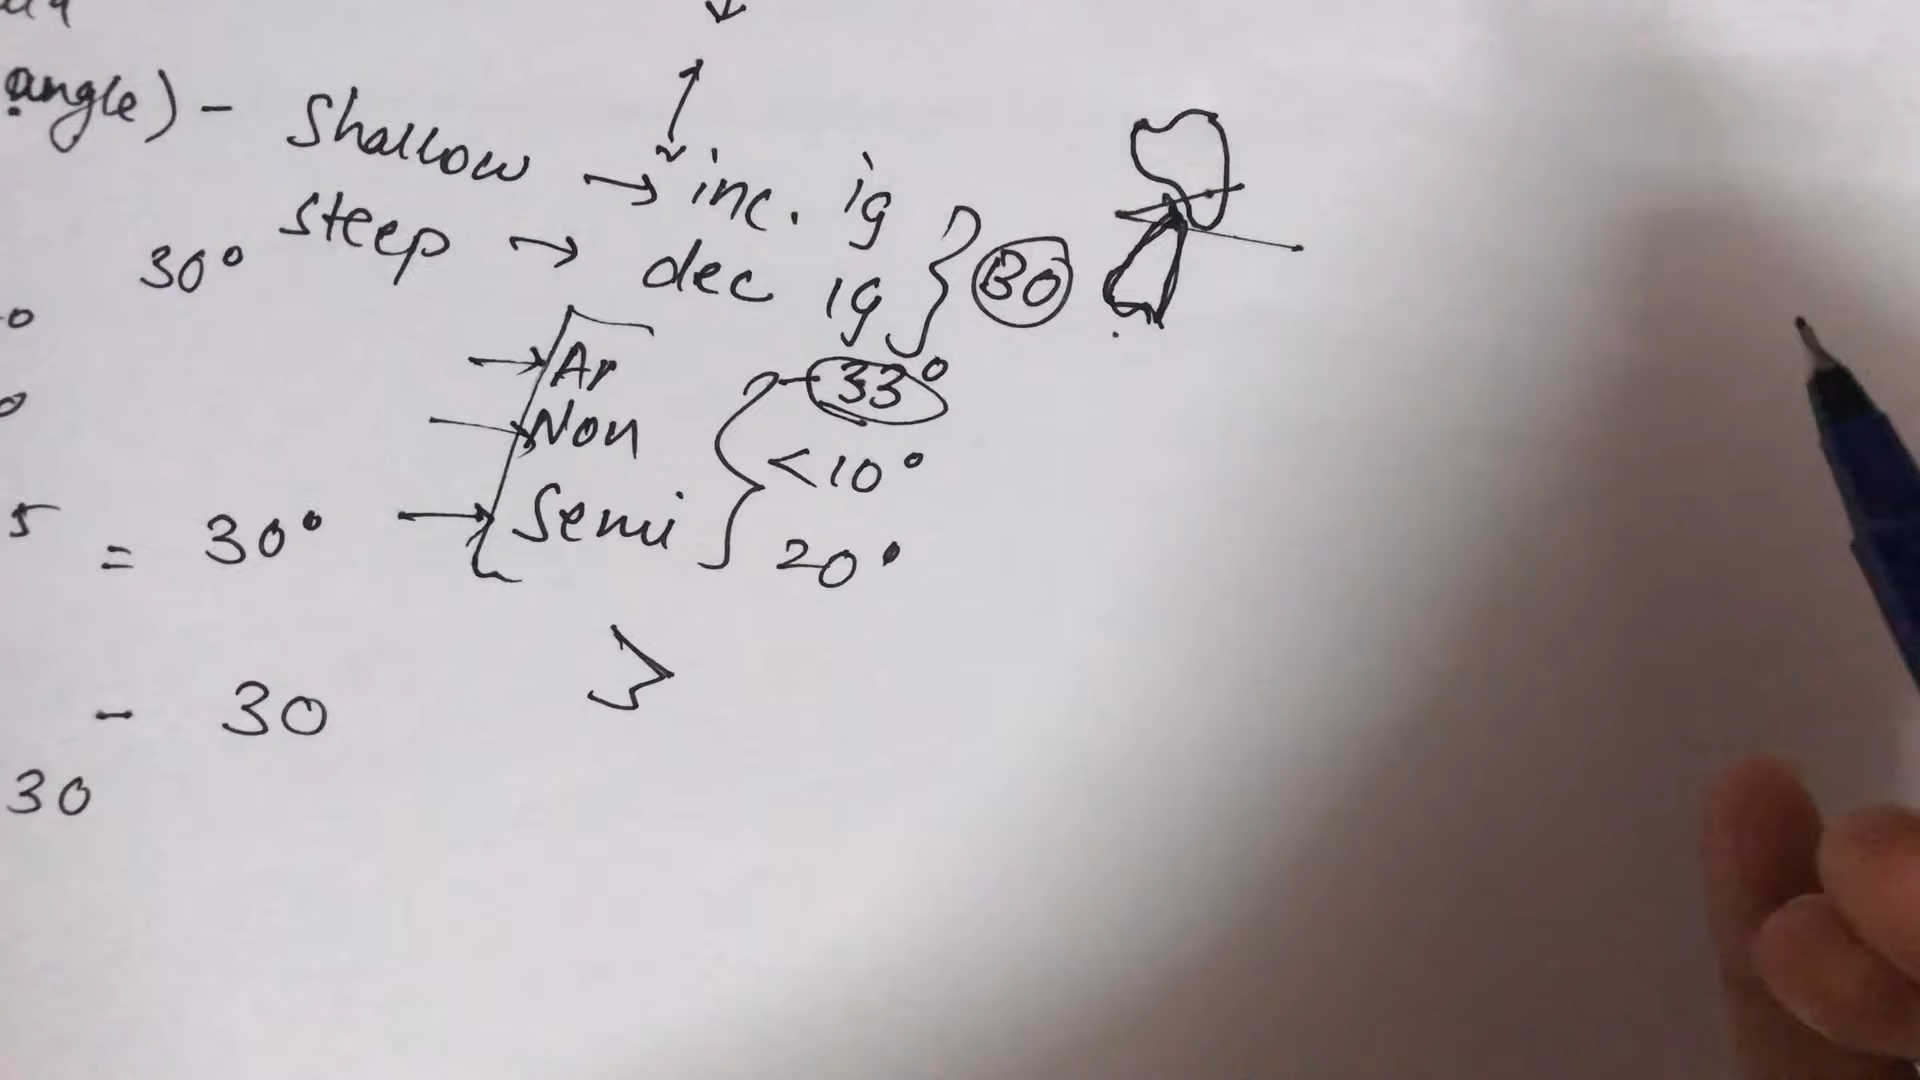 angle) - Shallow → inc. ig
30° steep → dec ig } 30
→ Ar - 33°
→ Non < 10°
5 = 30° → Semi 20°
- 30
30